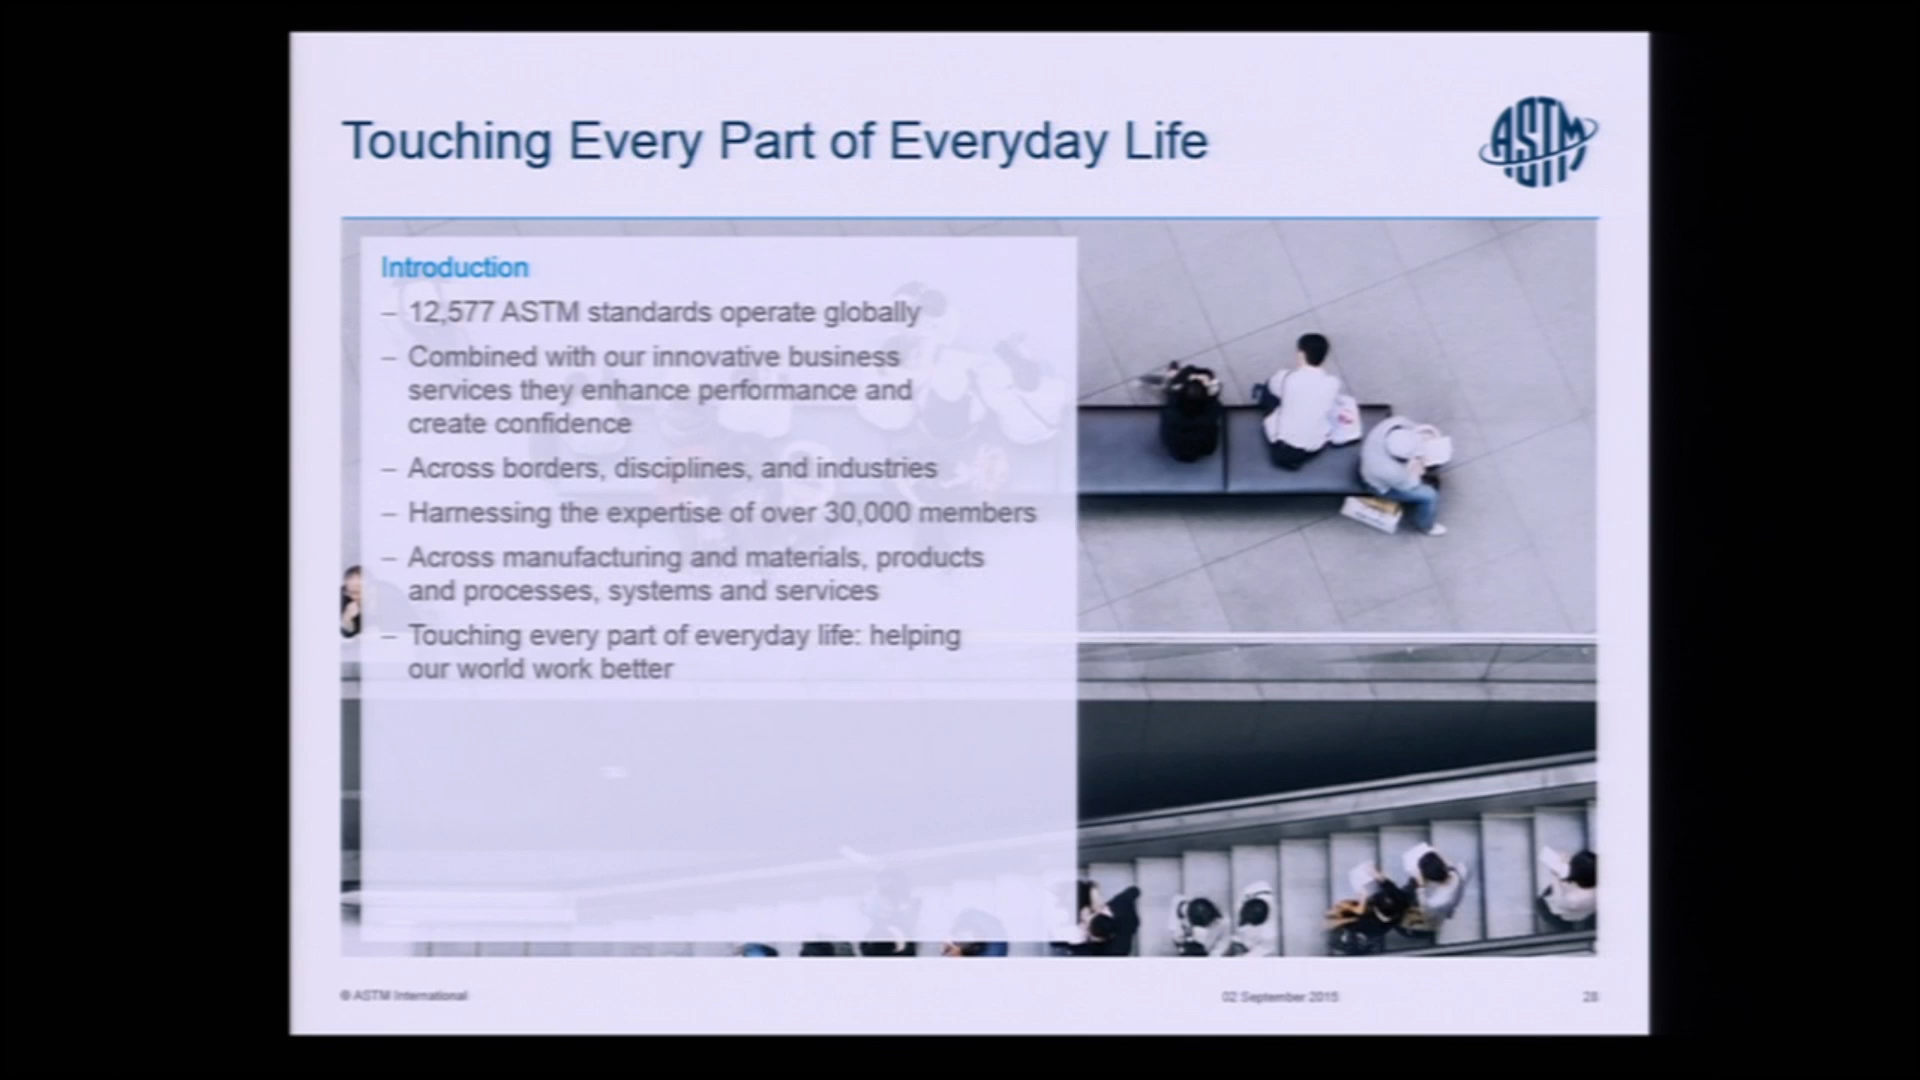 Touching Every Part of Everyday Life
ASTM
Introduction
– 12,577 ASTM standards operate globally
– Combined with our innovative business
services they enhance performance and
create confidence
– Across borders, disciplines, and industries
– Harnessing the expertise of over 30,000 members
– Across manufacturing and materials, products
and processes, systems and services
– Touching every part of everyday life: helping
our world work better
© ASTM International
02 September 2015
28